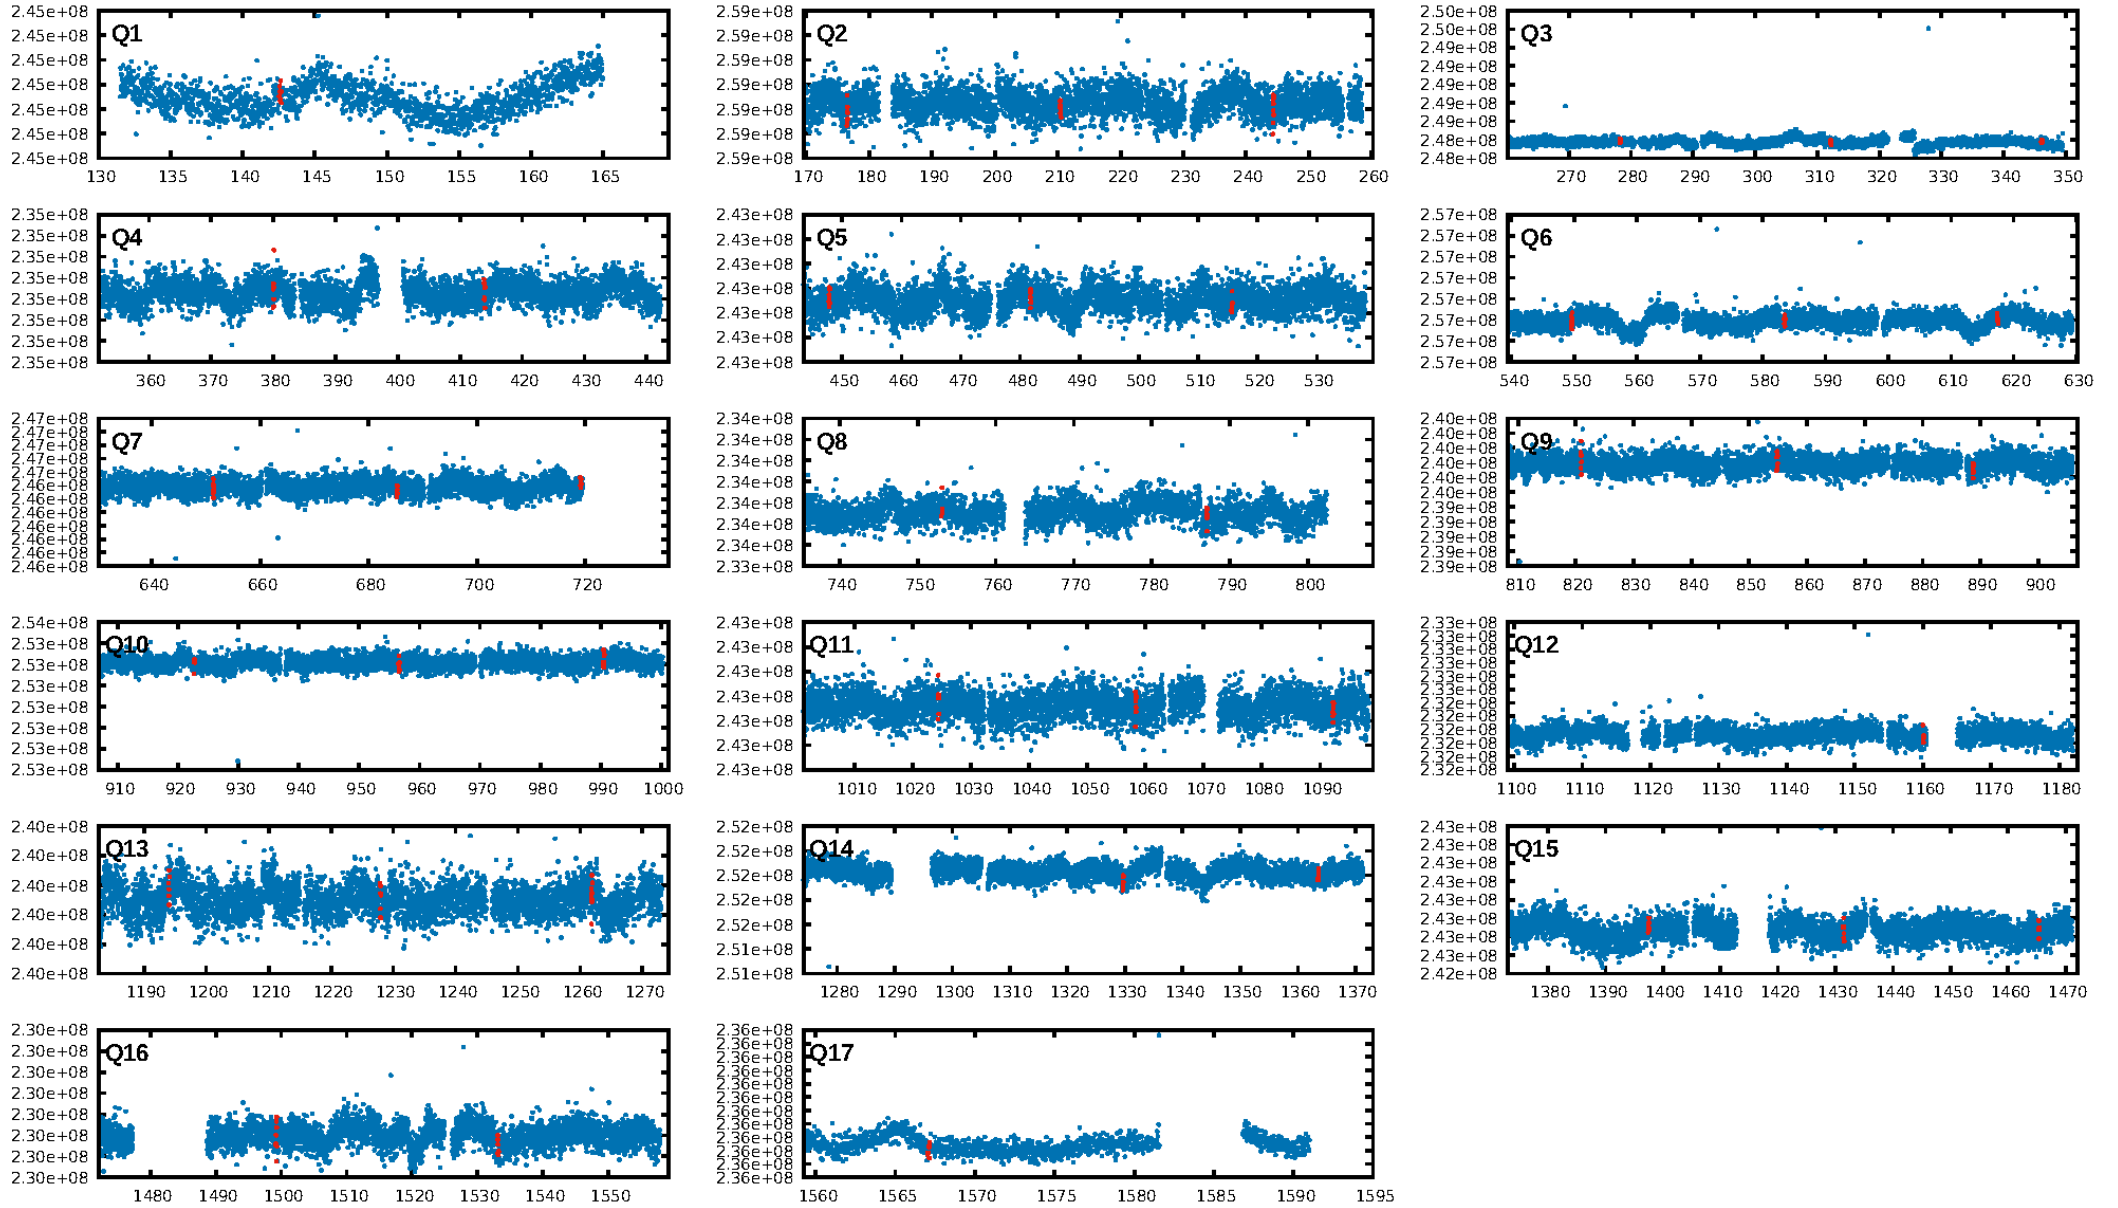 2.45e+08
2.45e+08
2.45e+08
2.45e+08
2.45e+08
2.45e+08
2.45e+08
Q1
130 135 140 145 150 155 160 165
2.59e+08
2.59e+08
2.59e+08
2.59e+08
2.59e+08
2.59e+08
2.59e+08
Q2
170 180 190 200 210 220 230 240 250 260
2.50e+08
2.50e+08
2.49e+08
2.49e+08
2.49e+08
2.49e+08
2.48e+08
2.48e+08
2.48e+08
Q3
270 280 290 300 310 320 330 340 350
2.35e+08
2.35e+08
2.35e+08
2.35e+08
2.35e+08
2.35e+08
2.35e+08
2.35e+08
Q4
360 370 380 390 400 410 420 430 440
2.43e+08
2.43e+08
2.43e+08
2.43e+08
2.43e+08
2.43e+08
2.43e+08
Q5
450 460 470 480 490 500 510 520 530
2.57e+08
2.57e+08
2.57e+08
2.57e+08
2.57e+08
2.57e+08
2.57e+08
2.57e+08
Q6
540 550 560 570 580 590 600 610 620 630
2.47e+08
2.47e+08
2.47e+08
2.47e+08
2.47e+08
2.46e+08
2.46e+08
2.46e+08
2.46e+08
2.46e+08
2.46e+08
2.46e+08
Q7
640 660 680 700 720
2.34e+08
2.34e+08
2.34e+08
2.34e+08
2.34e+08
2.34e+08
2.34e+08
2.33e+08
Q8
740 750 760 770 780 790 800
2.40e+08
2.40e+08
2.40e+08
2.40e+08
2.40e+08
2.40e+08
2.39e+08
2.39e+08
2.39e+08
2.39e+08
2.39e+08
Q9
810 820 830 840 850 860 870 880 890 900
2.54e+08
2.53e+08
2.53e+08
2.53e+08
2.53e+08
2.53e+08
2.53e+08
2.53e+08
Q10
910 920 930 940 950 960 970 980 990 1000
2.43e+08
2.43e+08
2.43e+08
2.43e+08
2.43e+08
2.43e+08
2.43e+08
Q11
1010 1020 1030 1040 1050 1060 1070 1080 1090
2.33e+08
2.33e+08
2.33e+08
2.33e+08
2.33e+08
2.33e+08
2.32e+08
2.32e+08
2.32e+08
2.32e+08
2.32e+08
2.32e+08
Q12
1100 1110 1120 1130 1140 1150 1160 1170 1180
2.40e+08
2.40e+08
2.40e+08
2.40e+08
2.40e+08
2.40e+08
Q13
1190 1200 1210 1220 1230 1240 1250 1260 1270
2.52e+08
2.52e+08
2.52e+08
2.52e+08
2.52e+08
2.51e+08
2.51e+08
Q14
1280 1290 1300 1310 1320 1330 1340 1350 1360 1370
2.43e+08
2.43e+08
2.43e+08
2.43e+08
2.43e+08
2.43e+08
2.43e+08
2.43e+08
2.42e+08
Q15
1380 1390 1400 1410 1420 1430 1440 1450 1460 1470
2.30e+08
2.30e+08
2.30e+08
2.30e+08
2.30e+08
2.30e+08
2.30e+08
2.30e+08
Q16
1480 1490 1500 1510 1520 1530 1540 1550
2.36e+08
2.36e+08
2.36e+08
2.36e+08
2.36e+08
2.36e+08
2.36e+08
2.36e+08
2.36e+08
2.36e+08
2.36e+08
2.36e+08
Q17
1560 1565 1570 1575 1580 1585 1590 1595